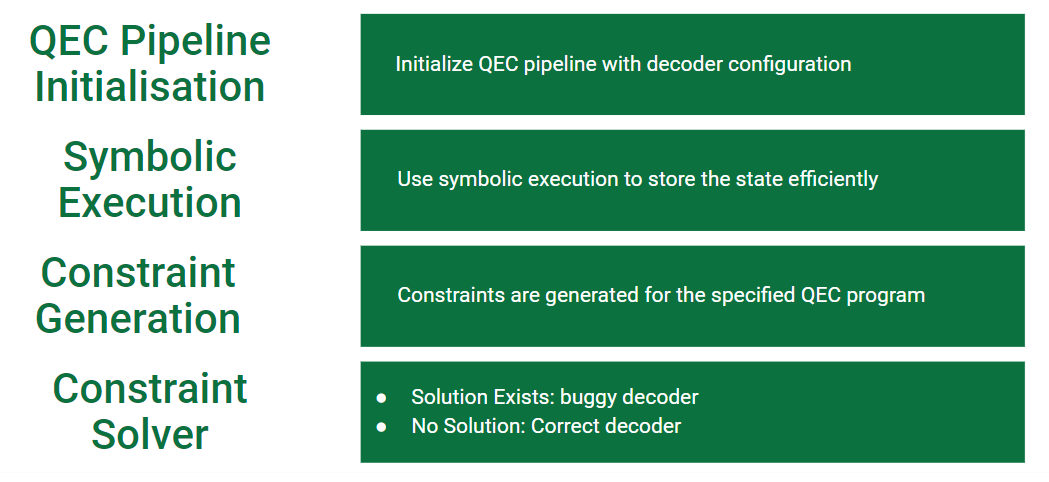 QEC Pipeline
Initialisation
Initialize QEC pipeline with decoder configuration
Symbolic
Execution
Use symbolic execution to store the state efficiently
Constraint
Generation
Constraints are generated for the specified QEC program
Constraint
Solver
● Solution Exists: buggy decoder
● No Solution: Correct decoder